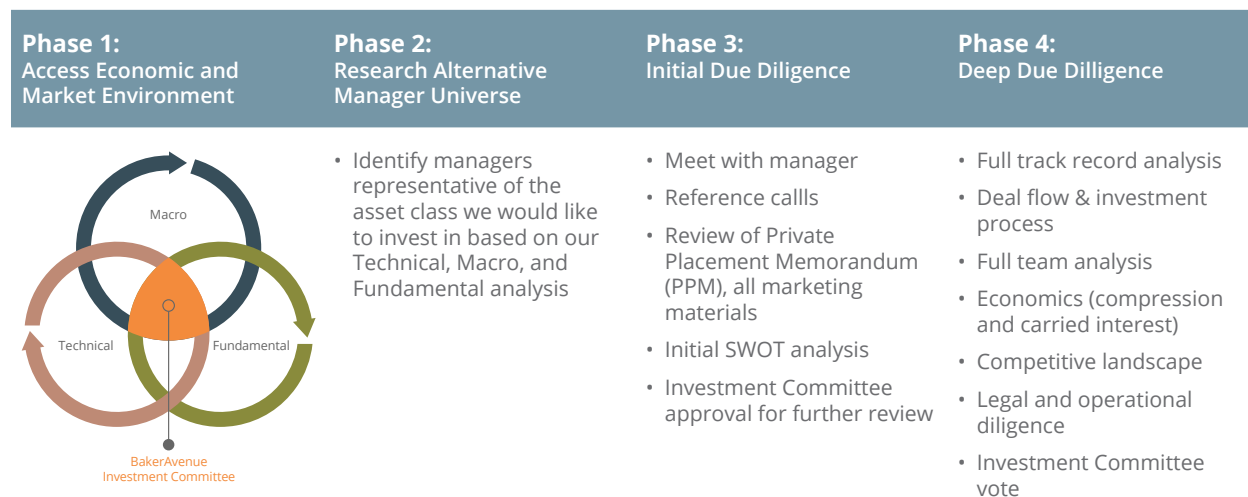 Phase 1:
Access Economic and
Market Environment
Macro
Technical
Fundamental
BakerAvenue
Investment Committee
Phase 2:
Research Alternative
Manager Universe
• Identify managers
representative of the
asset class we would like
to invest in based on our
Technical, Macro, and
Fundamental analysis
Phase 3:
Initial Due Diligence
• Meet with manager
• Reference callls
• Review of Private
Placement Memorandum
(PPM), all marketing
materials
• Initial SWOT analysis
• Investment Committee
approval for further review
Phase 4:
Deep Due Dilligence
• Full track record analysis
• Deal flow & investment
process
• Full team analysis
• Economics (compression
and carried interest)
• Competitive landscape
• Legal and operational
diligence
• Investment Committee
vote